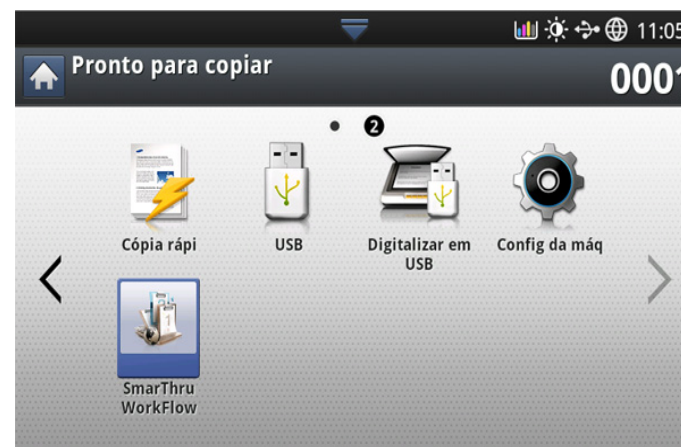 11:05
Pronto para copiar
0001
2
Cópia rápi
USB
Digitalizar em
USB
Config da máq
SmarThru
WorkFlow